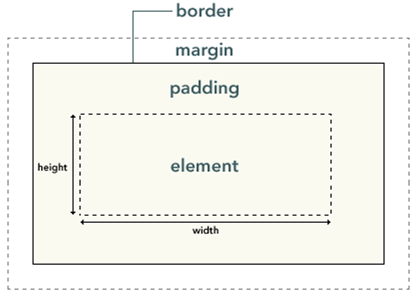 border
margin
padding
height
element
width